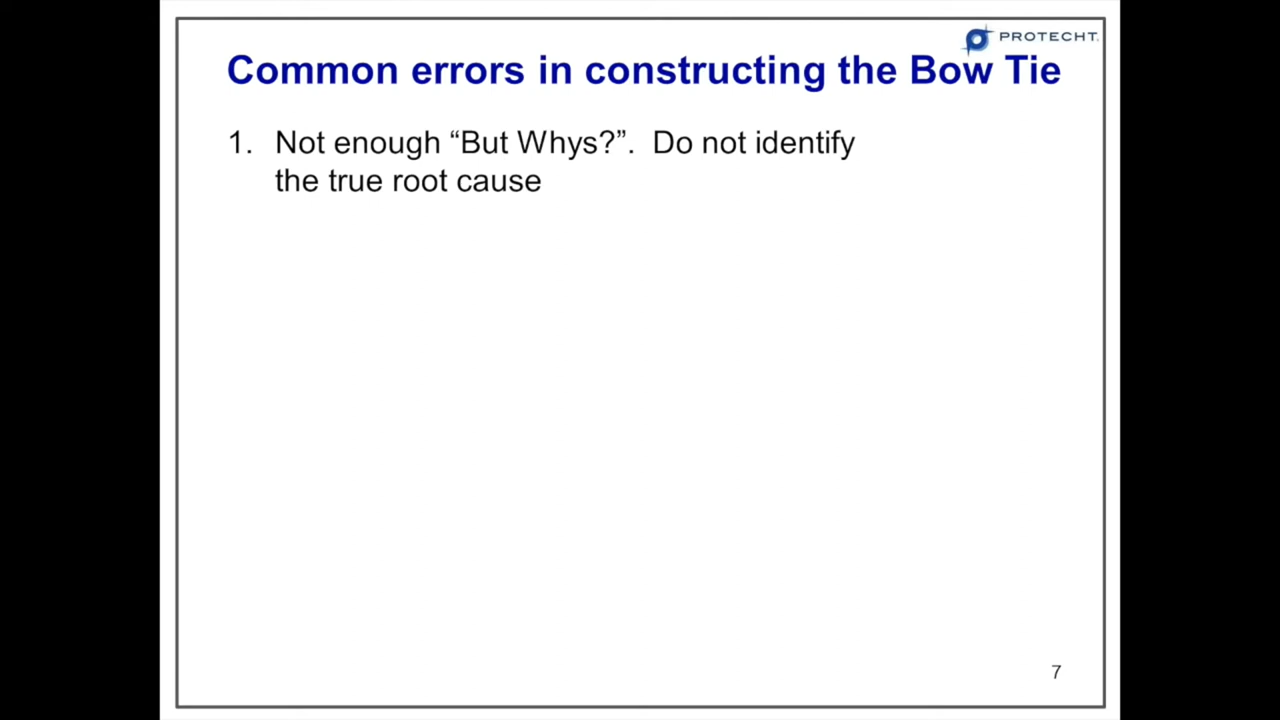 PROTECHT
Common errors in constructing the Bow Tie
1. Not enough “But Whys?”. Do not identify
the true root cause
7